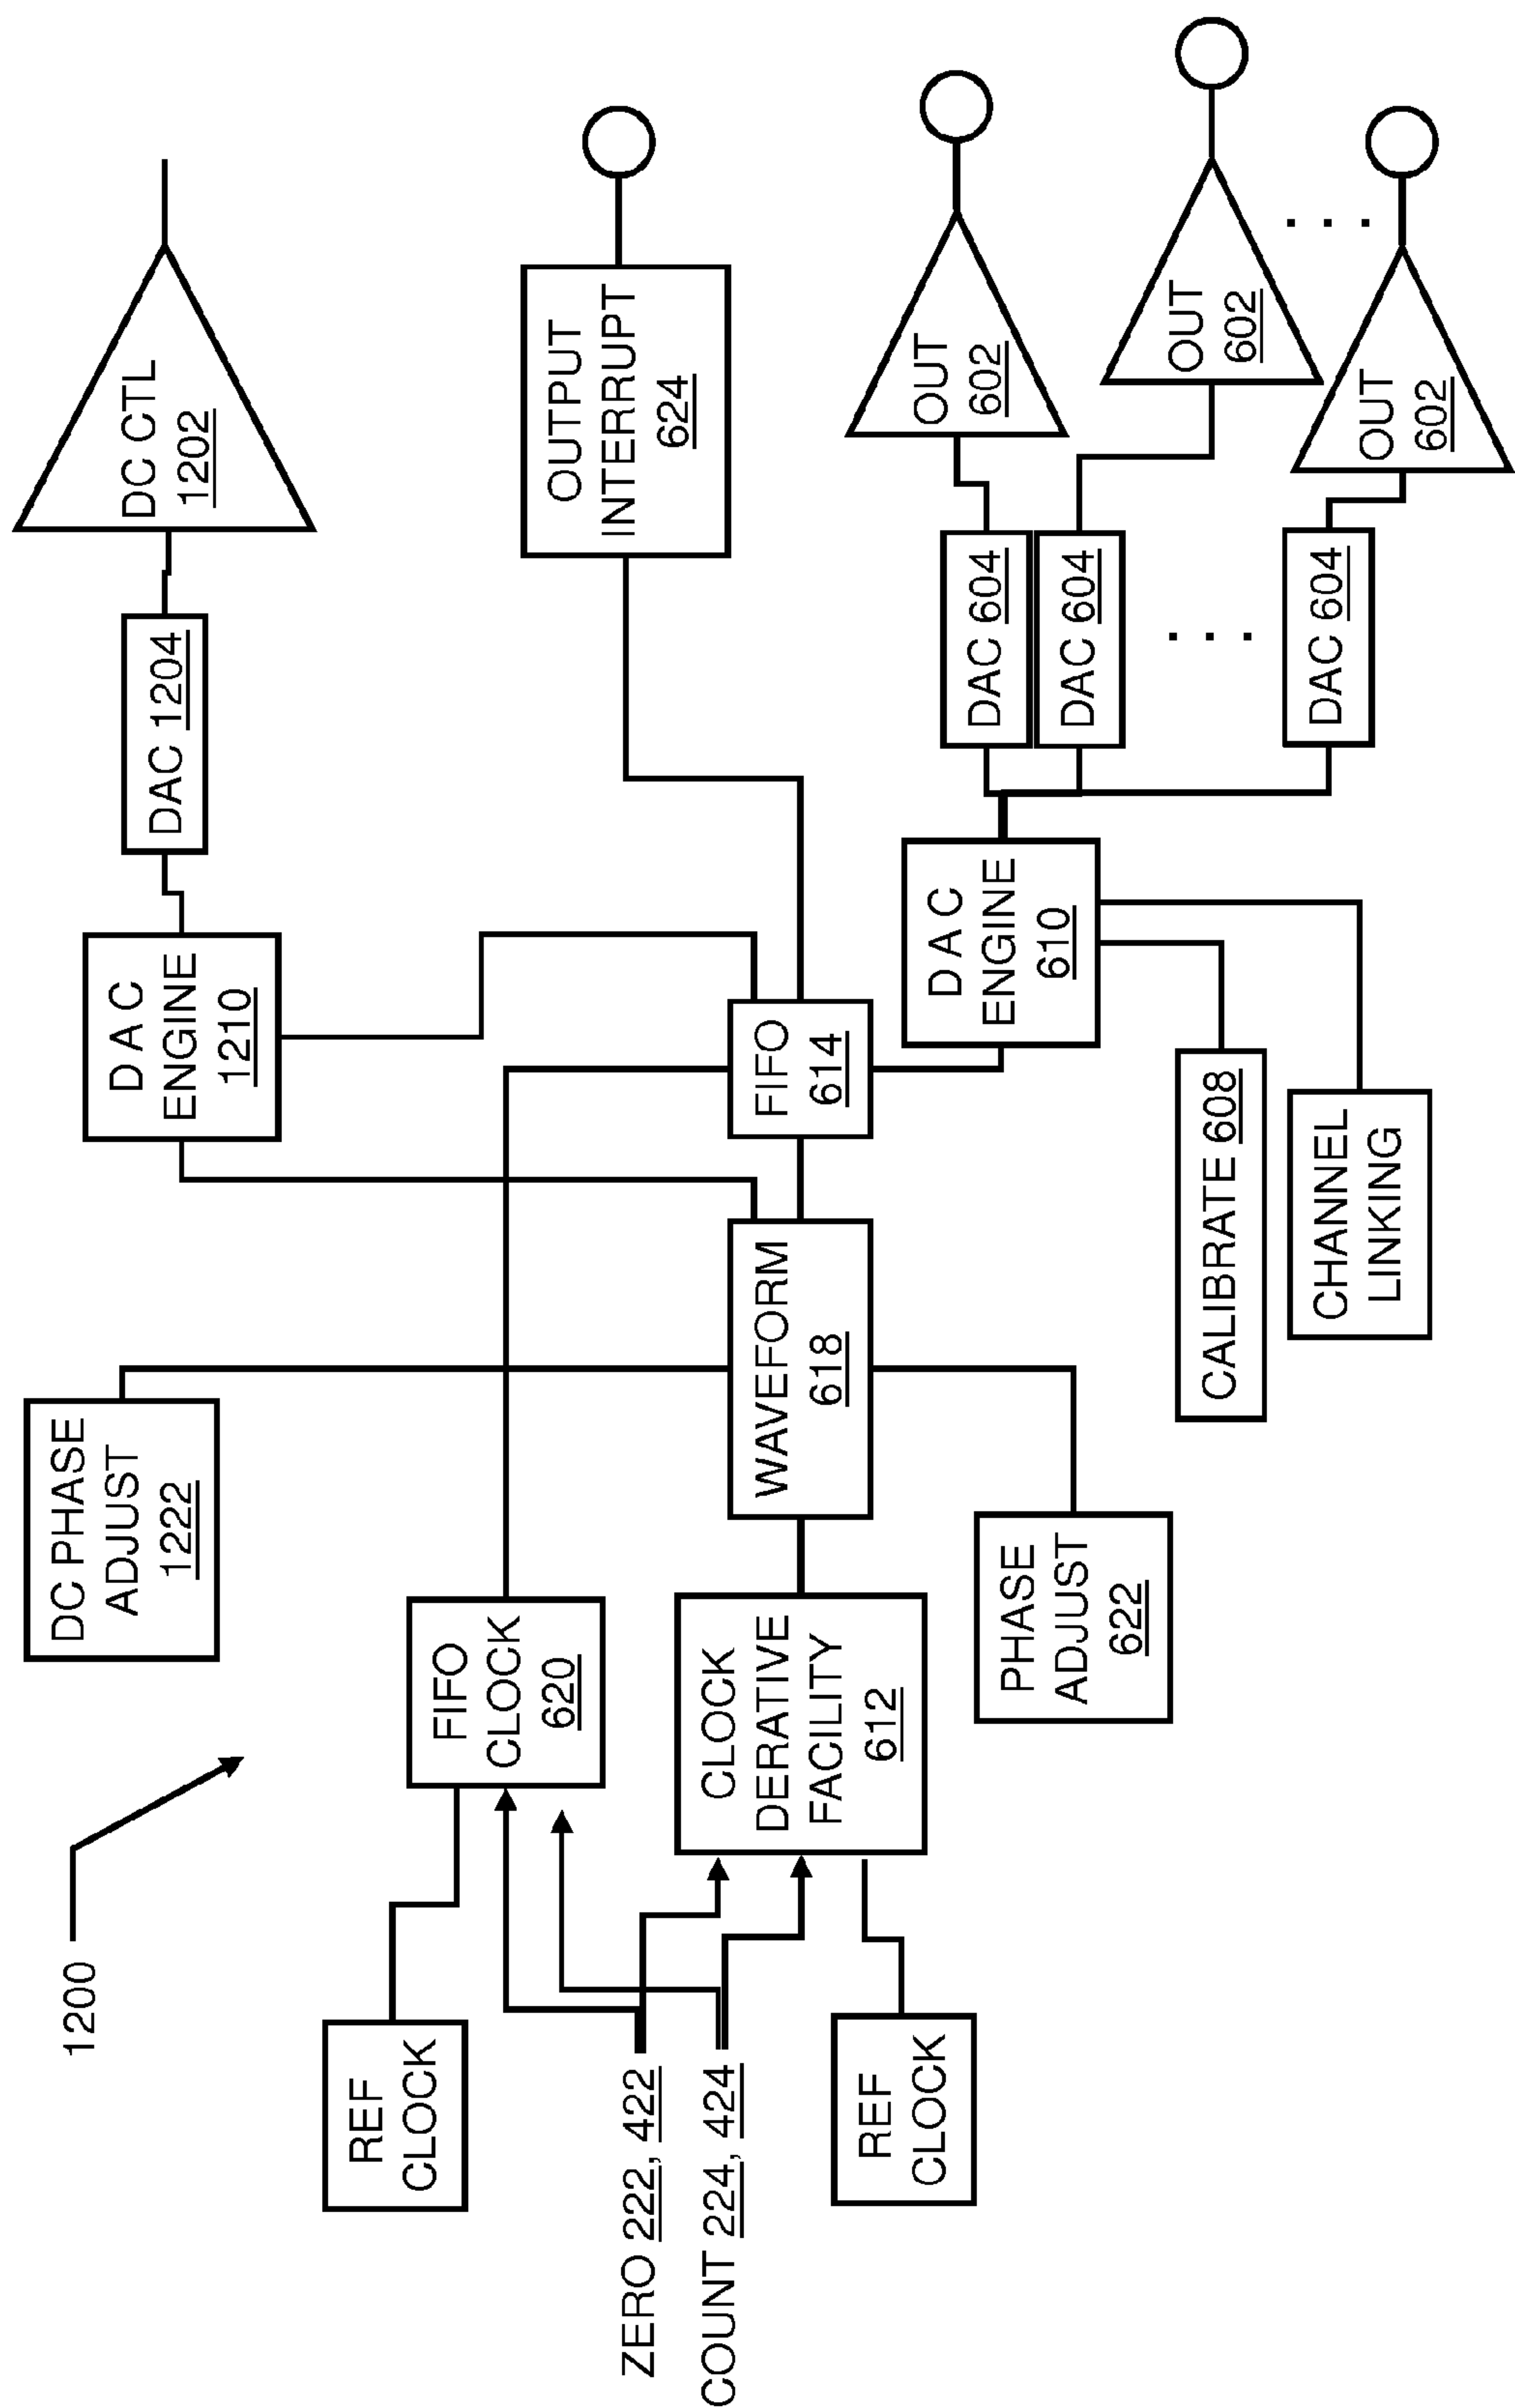 1200
REF
CLOCK
ZERO 222, 422
COUNT 224, 424
REF
CLOCK
DC PHASE
ADJUST
1222
FIFO
CLOCK
620
CLOCK
DERATIVE
FACILITY
612
PHASE
ADJUST
622
WAVEFORM
618
CALIBRATE 608
CHANNEL
LINKING
D A C
ENGINE
1210
FIFO
614
D A C
ENGINE
610
DAC 1204
DAC 604
DAC 604
. . .
DAC 604
DC CTL
1202
OUTPUT
INTERRUPT
624
OUT
602
OUT
602
. . .
OUT
602